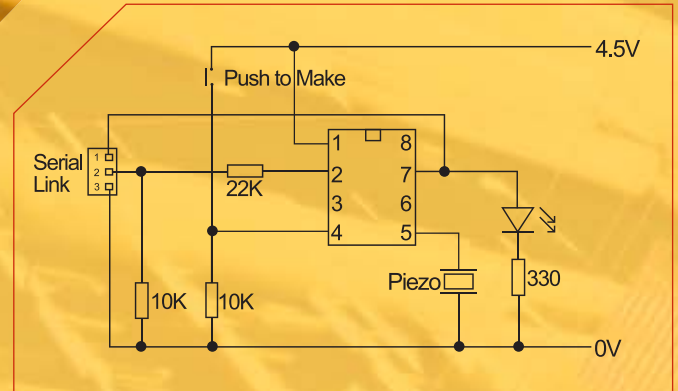 4.5V
Push to Make
Serial
Link
1
2
3
22K
1 8
2 7
3 6
4 5
10K
10K
Piezo
330
0V